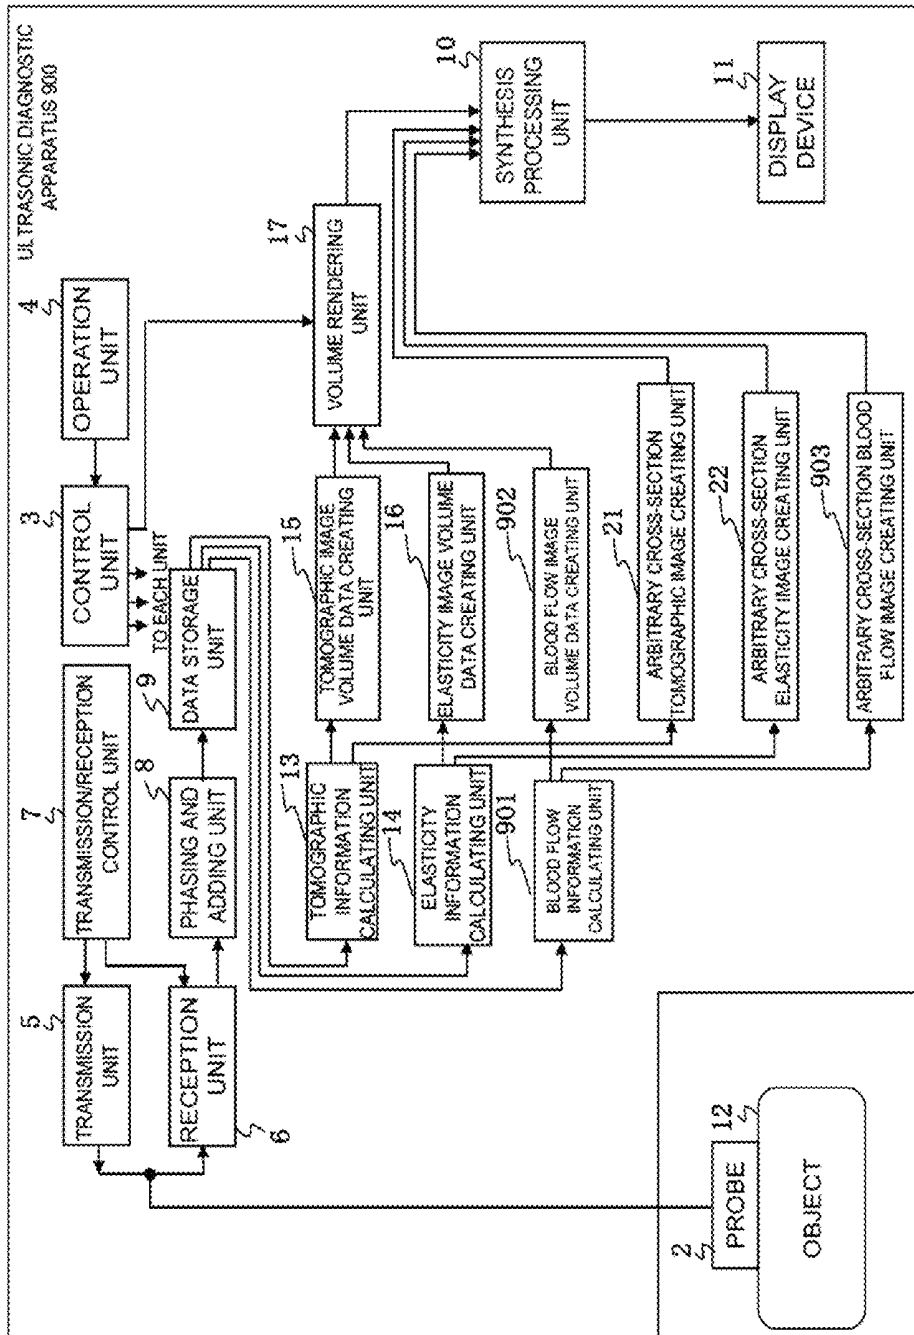 ULTRASONIC DIAGNOSTIC
APPARATUS 900
5
TRANSMISSION
UNIT
7
TRANSMISSION/RECEPTION
CONTROL UNIT
3
CONTROL
UNIT
4
OPERATION
UNIT
TO EACH UNIT
RECEPTION
UNIT
6
8
PHASING AND
ADDING UNIT
9
DATA STORAGE
UNIT
13
TOMOGRAPHIC
INFORMATION
CALCULATING UNIT
15
TOMOGRAPHIC IMAGE
VOLUME DATA CREATING
UNIT
17
VOLUME RENDERING
UNIT
14
ELASTICITY
INFORMATION
CALCULATING UNIT
16
ELASTICITY IMAGE VOLUME
DATA CREATING UNIT
10
SYNTHESIS
PROCESSING
UNIT
901
BLOOD FLOW
INFORMATION
CALCULATING UNIT
902
BLOOD FLOW IMAGE
VOLUME DATA CREATING UNIT
21
ARBITRARY CROSS-SECTION
TOMOGRAPHIC IMAGE CREATING UNIT
22
ARBITRARY CROSS-SECTION
ELASTICITY IMAGE CREATING UNIT
903
ARBITRARY CROSS-SECTION BLOOD
FLOW IMAGE CREATING UNIT
11
DISPLAY
DEVICE
2
PROBE
12
OBJECT